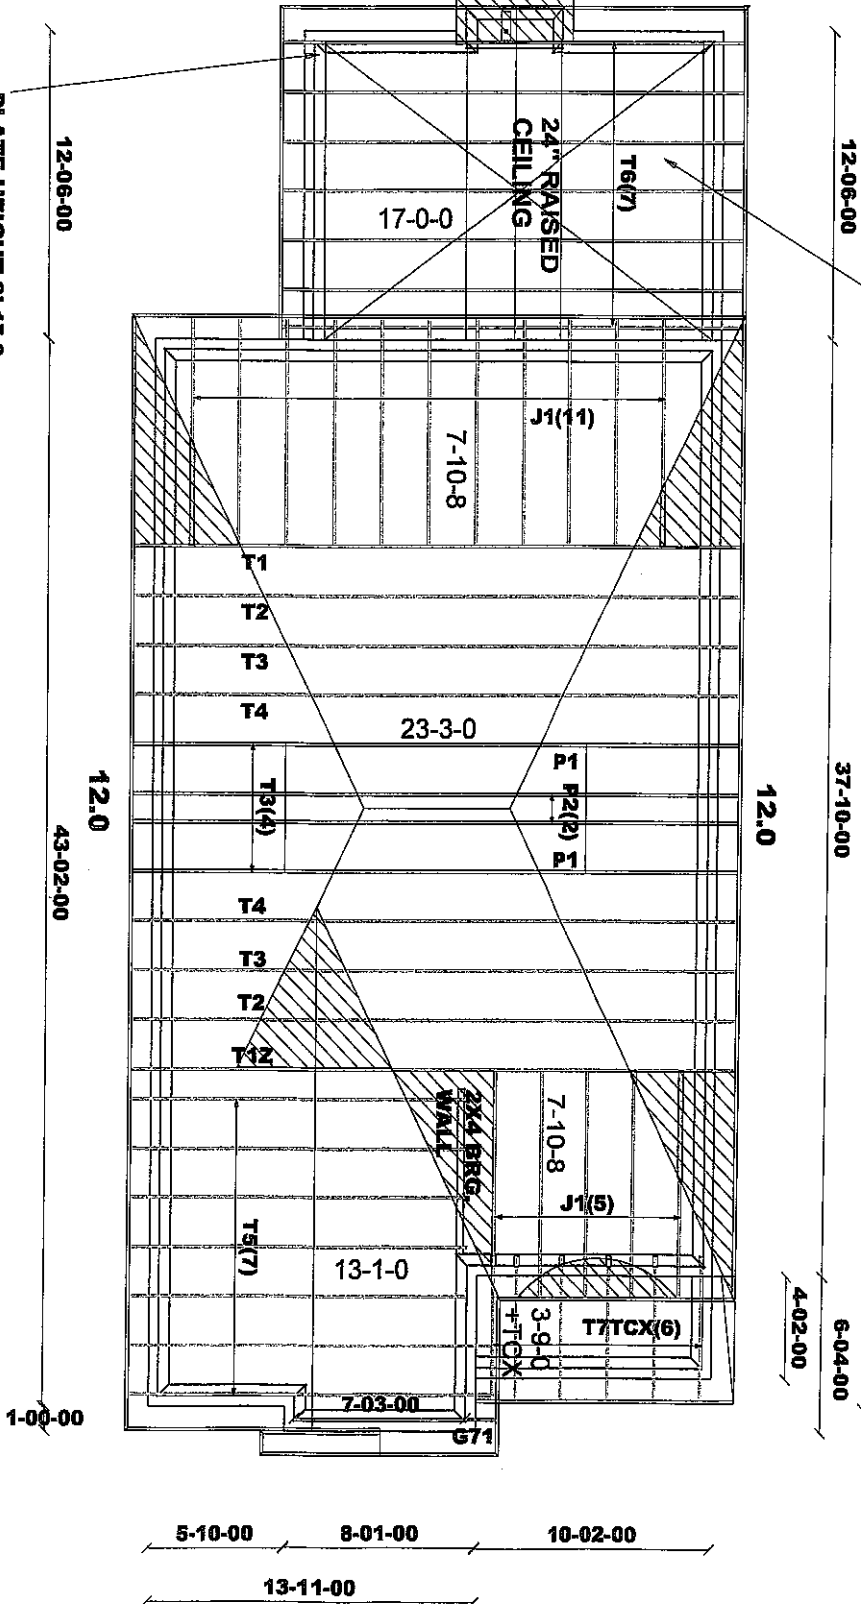 12-06-00
12-06-00
24" RAISED
CEILING
T6(7)
17-0-0
J1(11)
7-10-8
T1
T2
T3
T4
23-3-0
P1
P2(2)
P1
T3(4)
12.0
12.0
37-10-00
43-02-00
T4
T3
T2
T1Z
2X4 BRG.
WALL
7-10-8
J1(5)
T5(7)
13-1-0
3-9-0
+TCX
T7TCX(6)
4-02-00
6-04-00
7-03-00
1-00-00
G71
5-10-00
8-01-00
10-02-00
13-11-00